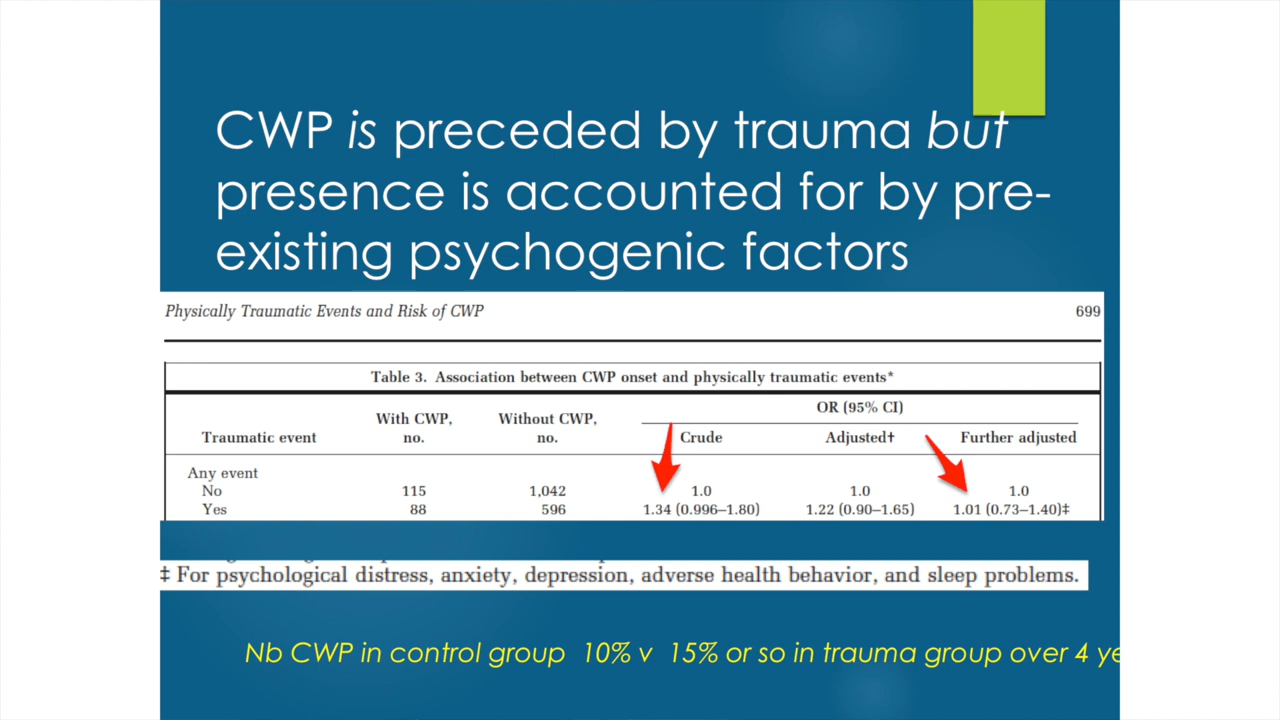 CWP is preceded by trauma but
presence is accounted for by pre-
existing psychogenic factors
Physically Traumatic Events and Risk of CWP 699
Table 3. Association between CWP onset and physically traumatic events*
OR (95% CI)
With CWP, Without CWP,
Traumatic event no. no. Crude Adjusted† Further adjusted
Any event
No 115 1,042 1.0 1.0 1.0
Yes 88 596 1.34 (0.996–1.80) 1.22 (0.90–1.65) 1.01 (0.73–1.40)‡
‡ For psychological distress, anxiety, depression, adverse health behavior, and sleep problems.
Nb CWP in control group 10% v 15% or so in trauma group over 4 ye